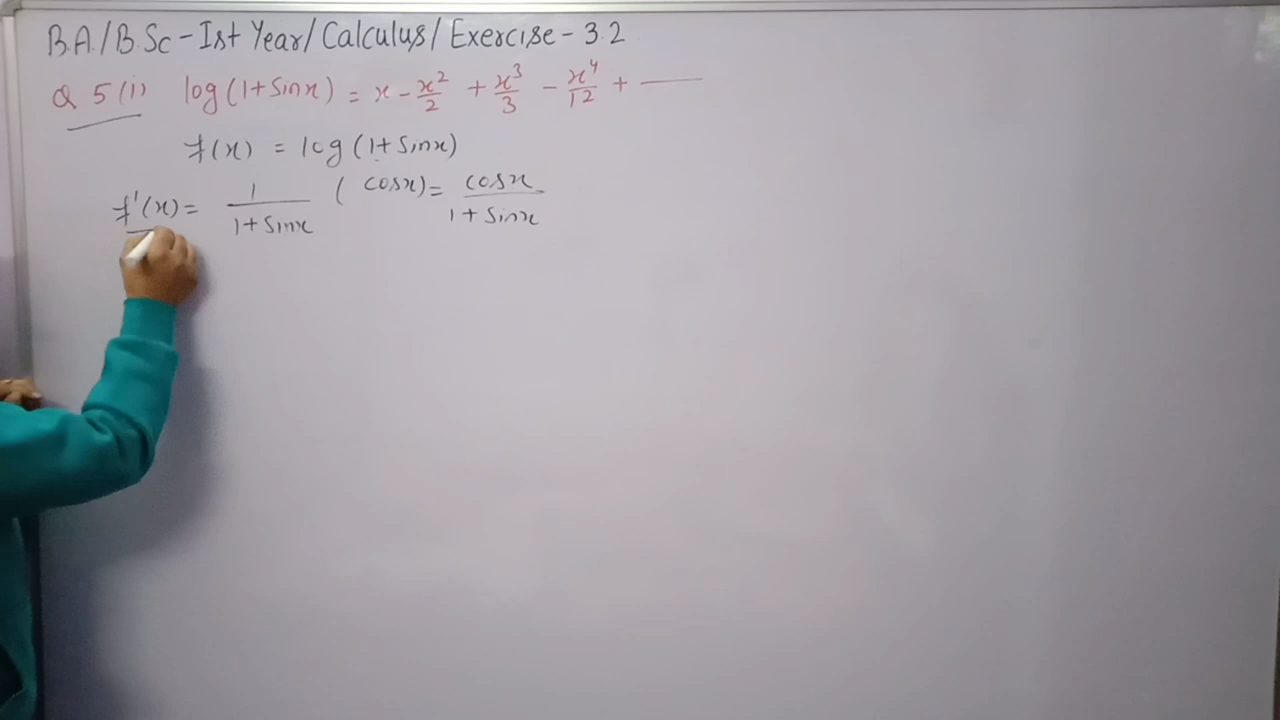 B.A./B.Sc - Ist Year/Calculus/Exercise - 3.2
Q 5(i) log(1+Sinx) = x - x²/2 + x³/3 - x⁴/12 + ——
f(x) = log(1+Sinx)
f'(x) = 1/(1+Sinx) (cosx) = cosx/(1+Sinx)